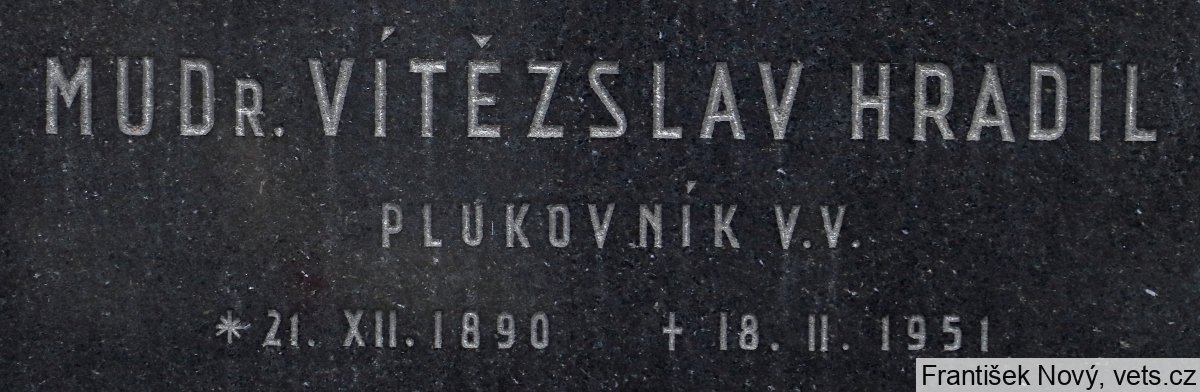 MUDR. VÍTĚZSLAV HRADIL
PLUKOVNÍK V.V.
* 21. XII. 1890 † 18. II. 1951
František Nový, vets.cz